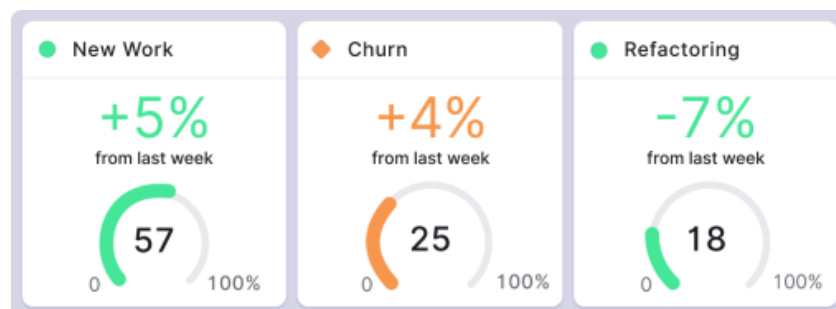 New Work
+5%
from last week
57
0
100%
Churn
+4%
from last week
25
0
100%
Refactoring
-7%
from last week
18
0
100%